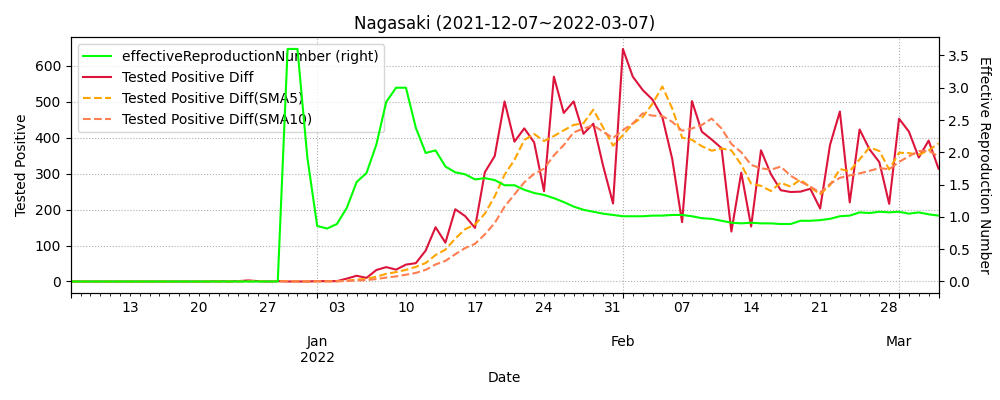 Nagasaki (2021-12-07~2022-03-07)
effectiveReproductionNumber (right)
Tested Positive Diff
Tested Positive Diff(SMA5)
Tested Positive Diff(SMA10)
Tested Positive
600
500
400
300
200
100
0
3.5
3.0
2.5
2.0
1.5
1.0
0.5
0.0
Effective Reproduction Number
13 20 27 03 10 17 24 31 07 14 21 28
Jan Feb Mar
2022
Date